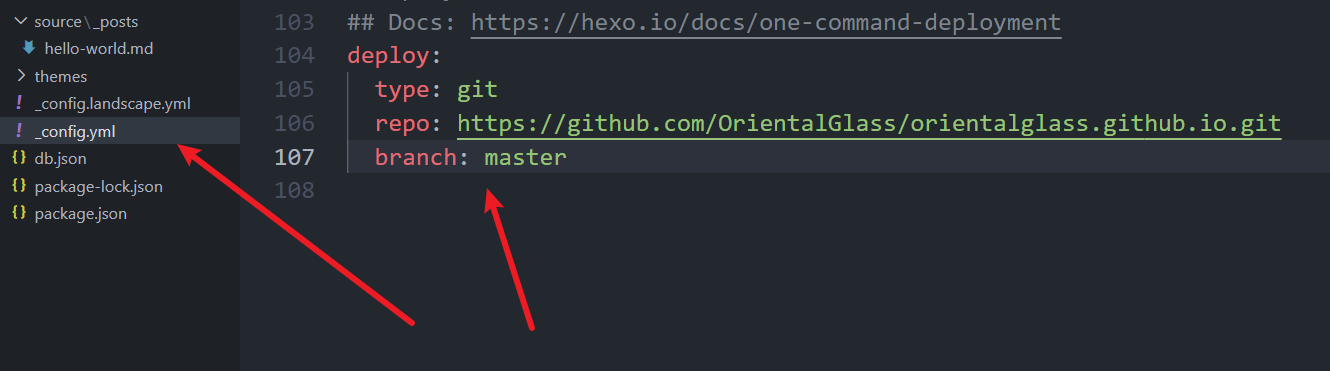 source\_posts
hello-world.md
themes
_config.landscape.yml
_config.yml
db.json
package-lock.json
package.json
103 ## Docs: https://hexo.io/docs/one-command-deployment
104 deploy:
105 type: git
106 repo: https://github.com/OrientalGlass/orientalglass.github.io.git
107 branch: master
108